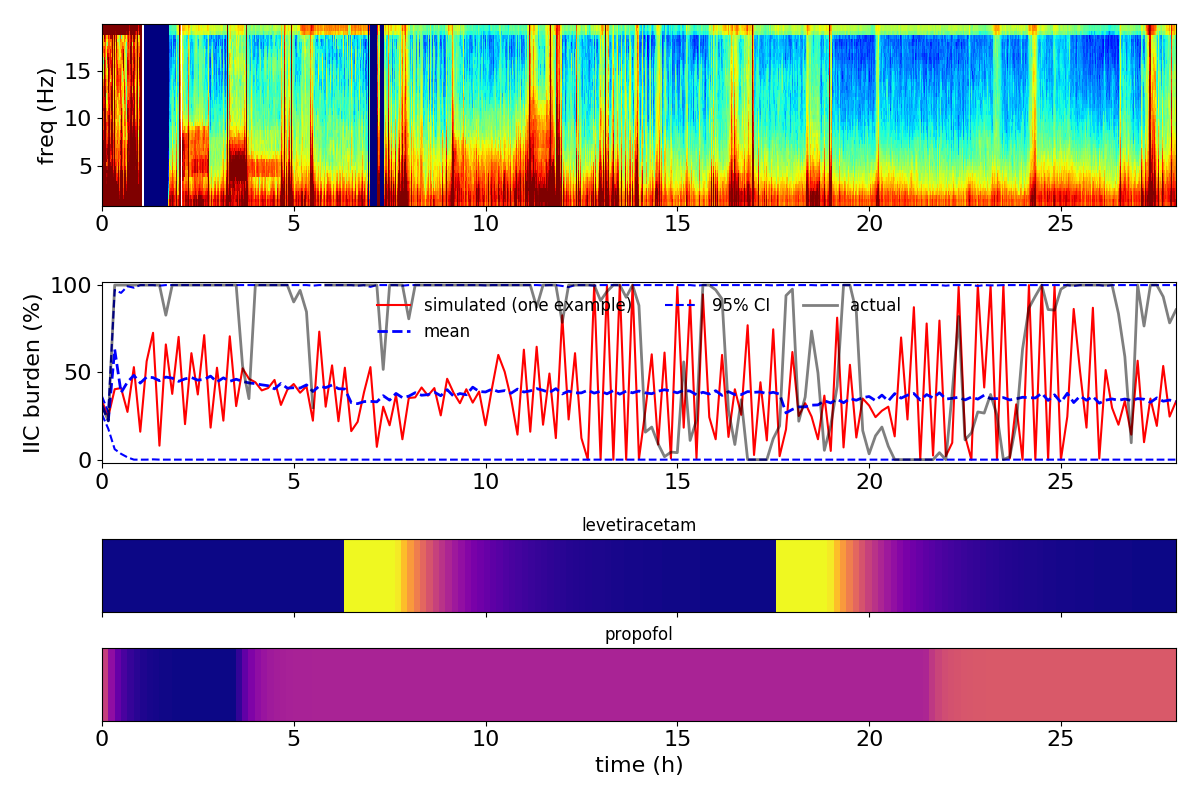 freq (Hz)
15
10
5
0 5 10 15 20 25
IIC burden (%)
100
50
0
simulated (one example) 95% CI actual
mean
0 5 10 15 20 25
levetiracetam
propofol
0 5 10 15 20 25
time (h)